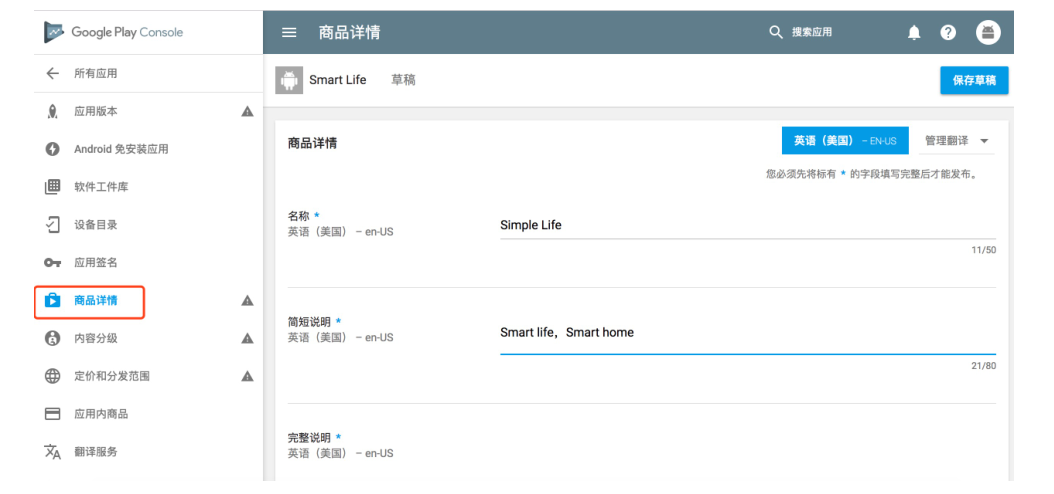 Google Play Console
商品详情
搜索应用
所有应用
Smart Life 草稿
保存草稿
应用版本
Android 免安装应用
软件工件库
设备目录
应用签名
商品详情
内容分级
定价和分发范围
应用内商品
翻译服务
商品详情
英语（美国） – EN-US
管理翻译
您必须先将标有 * 的字段填写完整后才能发布。
名称 *
英语（美国） – en-US
Simple Life
11/50
简短说明 *
英语（美国） – en-US
Smart life，Smart home
21/80
完整说明 *
英语（美国） – en-US